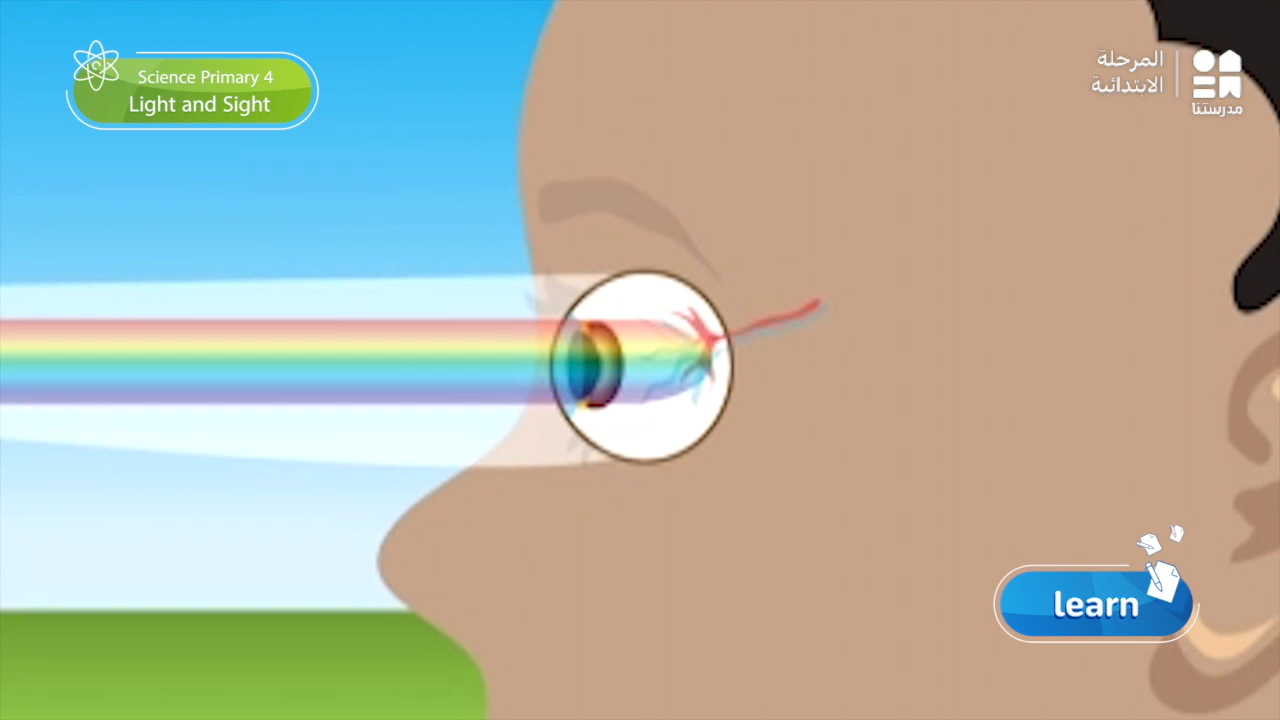 Science Primary 4
Light and Sight
المرحلة
الابتدائية
مدرستنا
learn